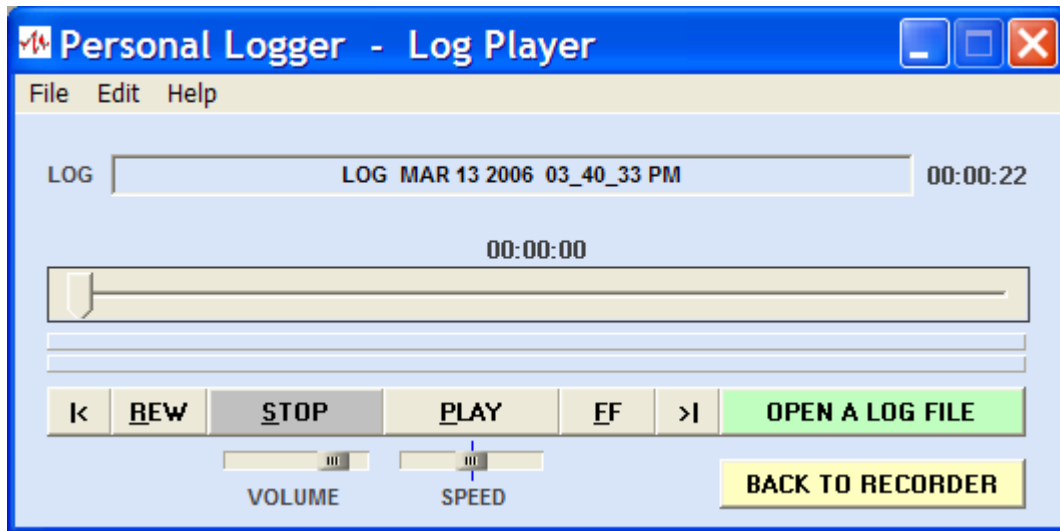 Personal Logger - Log Player
File Edit Help
LOG LOG MAR 13 2006 03_40_33 PM 00:00:22
00:00:00
|< REW STOP PLAY FF >| OPEN A LOG FILE
VOLUME SPEED BACK TO RECORDER